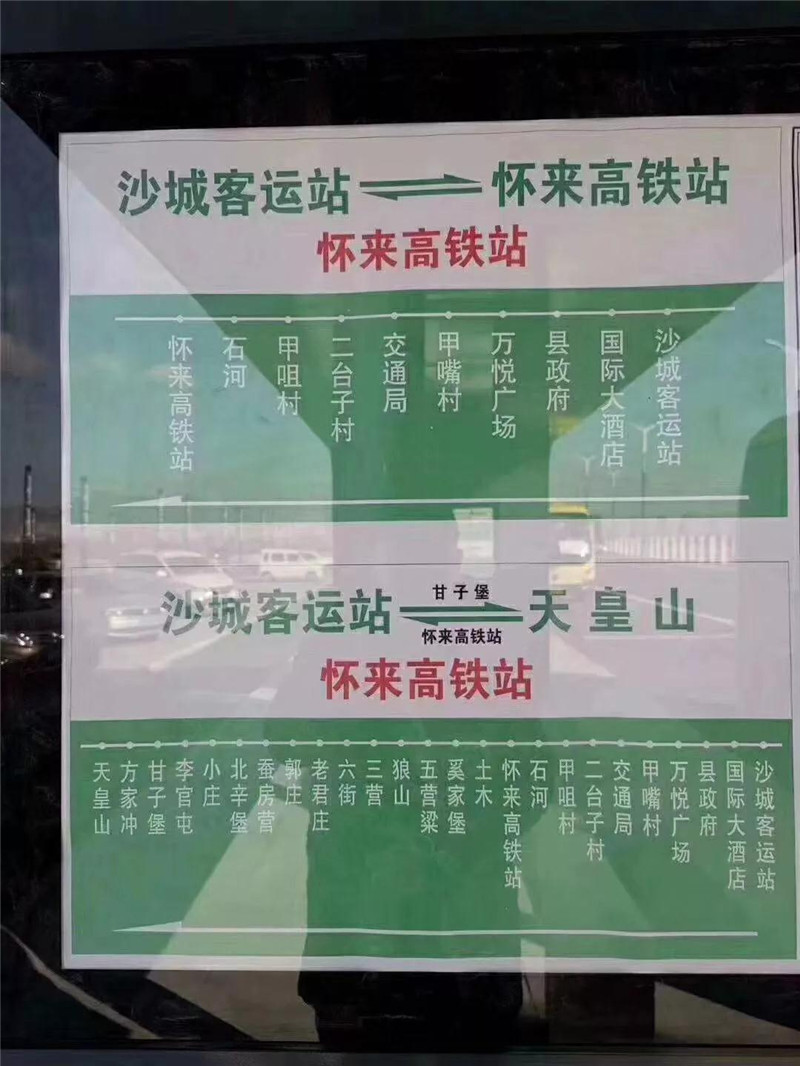 沙城客运站 怀来高铁站
怀来高铁站
怀来高铁站
石河
甲咀村
二台子村
交通局
甲嘴村
万悦广场
县政府
国际大酒店
沙城客运站
沙城客运站 甘子堡 怀来高铁站 天皇山
怀来高铁站
天皇山
方家冲
甘子堡
李官屯
小庄
北辛堡
蚕房营
郭庄
老君庄
六街
三营
狼山
五营梁
奚家堡
土木
怀来高铁站
石河
甲咀村
二台子村
交通局
甲嘴村
万悦广场
县政府
国际大酒店
沙城客运站